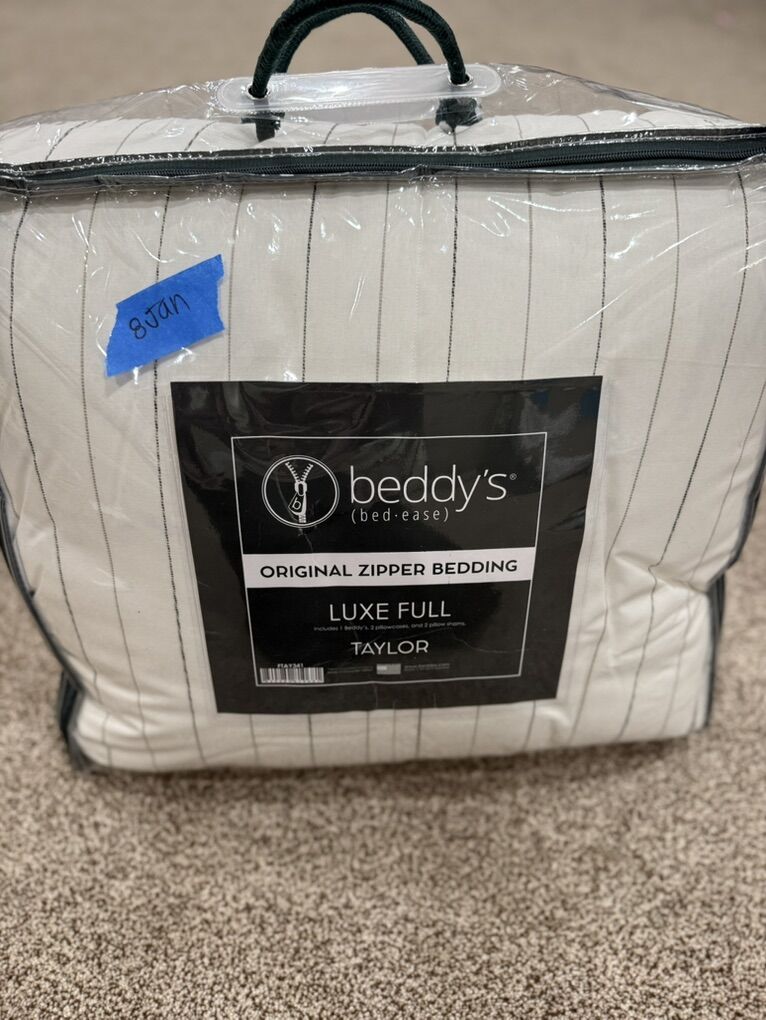 8Jan
beddy's®
(bed·ease)
ORIGINAL ZIPPER BEDDING
LUXE FULL
Includes 1 Beddy's, 2 pillowcases, and 2 pillow shams.
TAYLOR